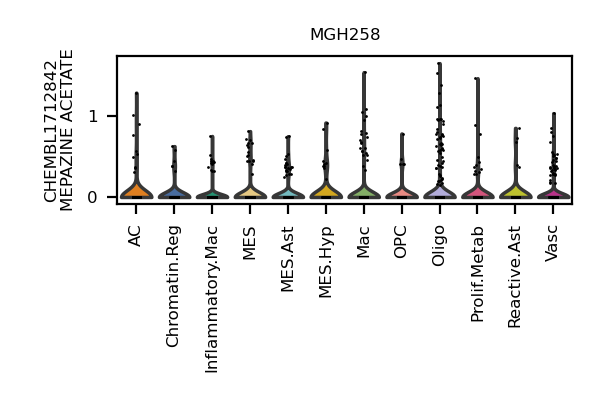 MGH258
CHEMBL1712842
MEPAZINE ACETATE
1
0
AC
Chromatin.Reg
Inflammatory.Mac
MES
MES.Ast
MES.Hyp
Mac
OPC
Oligo
Prolif.Metab
Reactive.Ast
Vasc